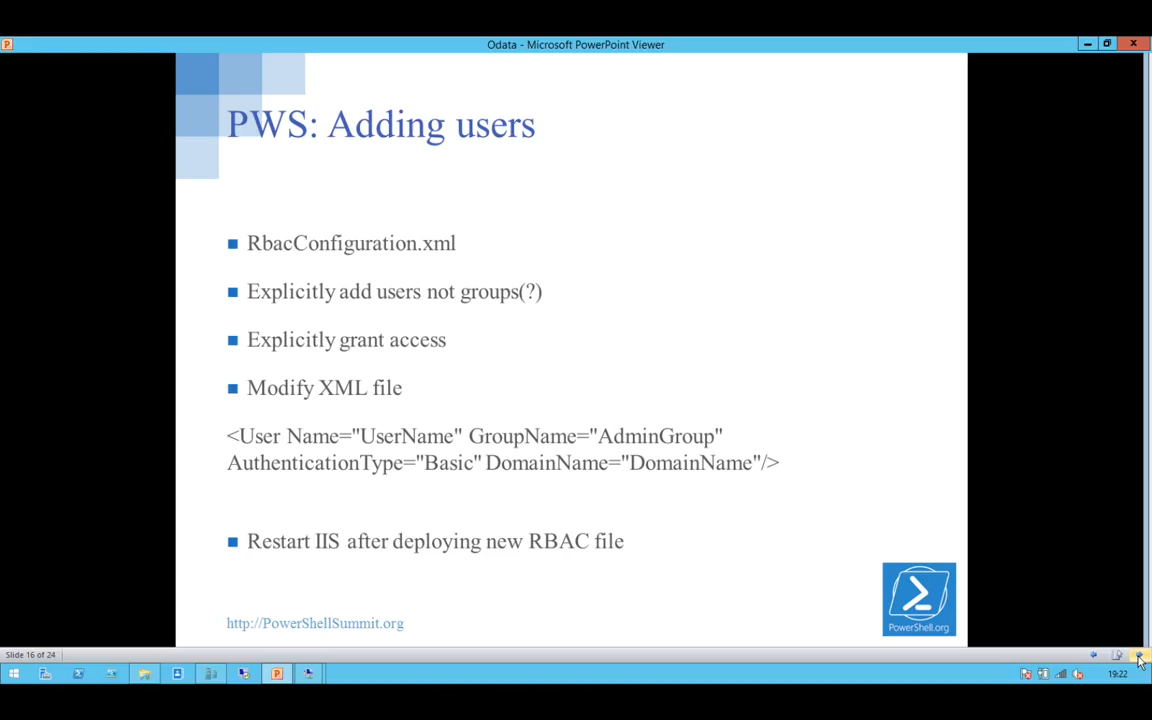 Odata - Microsoft PowerPoint Viewer
PWS: Adding users
RbacConfiguration.xml
Explicitly add users not groups(?)
Explicitly grant access
Modify XML file
<User Name="UserName" GroupName="AdminGroup"
AuthenticationType="Basic" DomainName="DomainName"/>
Restart IIS after deploying new RBAC file
PowerShell.org
http://PowerShellSummit.org
Slide 16 of 24
19:22